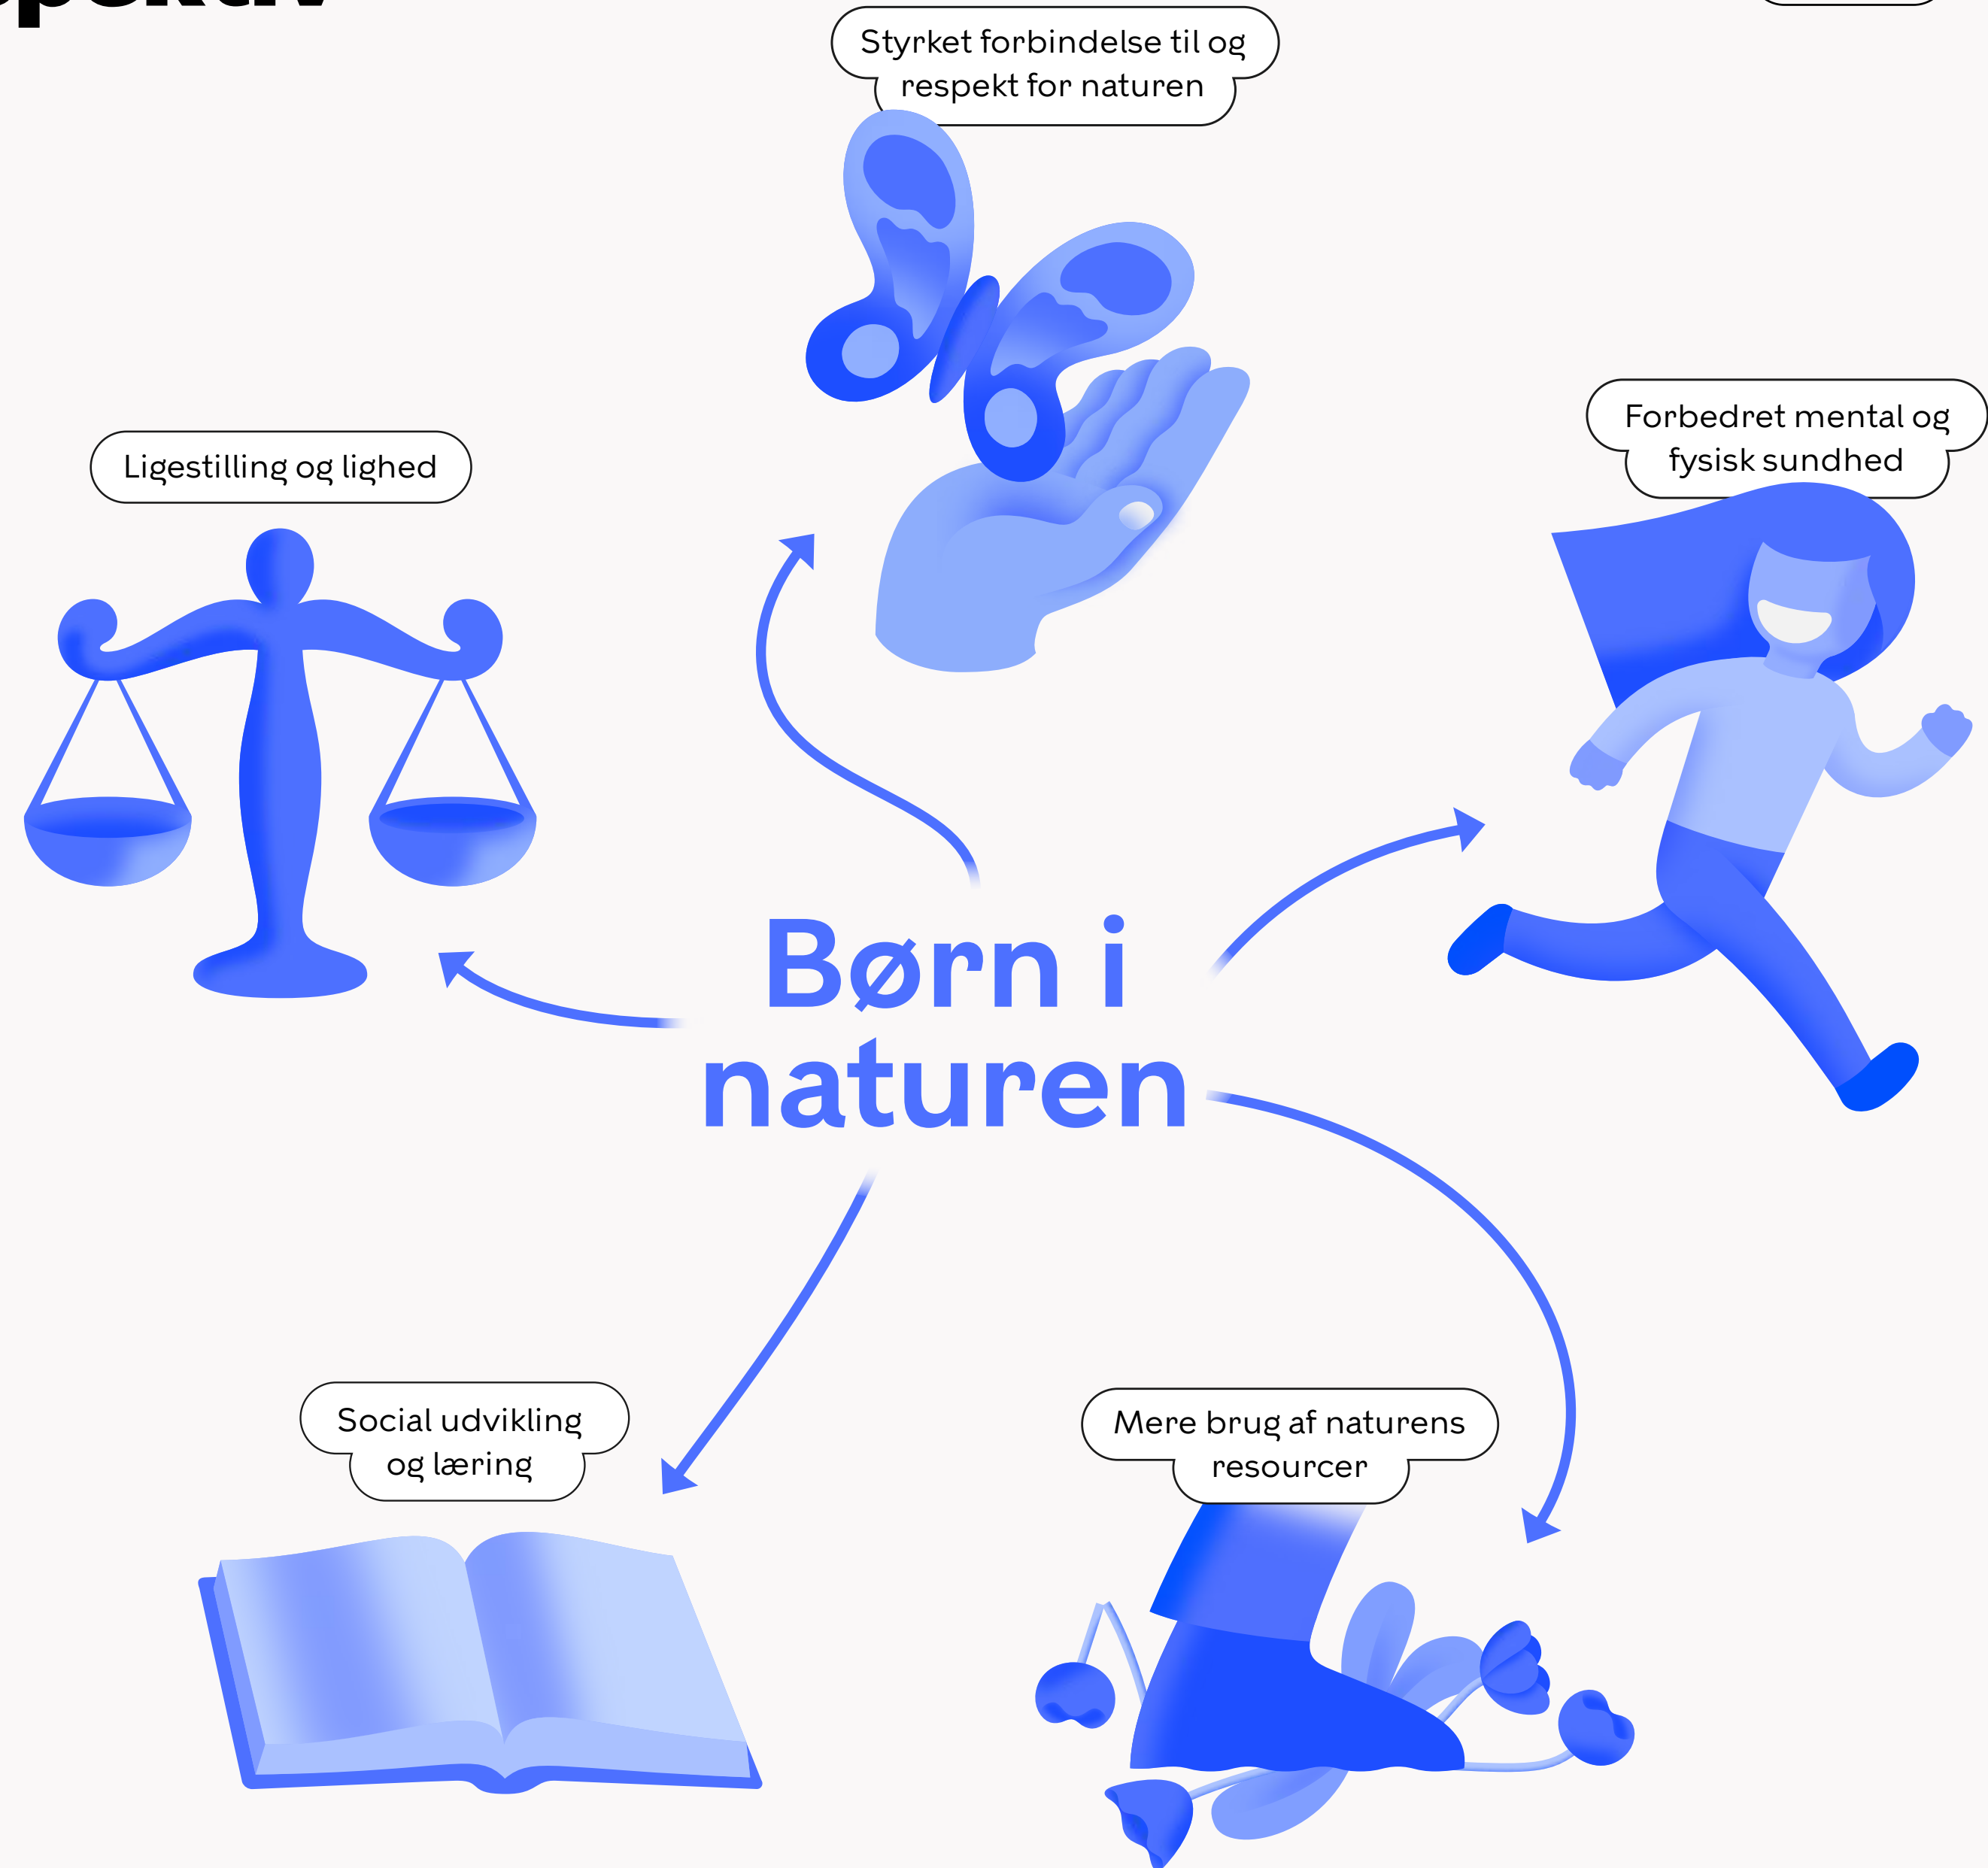 Styrket forbindelse til og
respekt for naturen
Forbedret mental og
fysisk sundhed
Ligestilling og lighed
Børn i
naturen
Social udvikling
og læring
Mere brug af naturens
resourcer